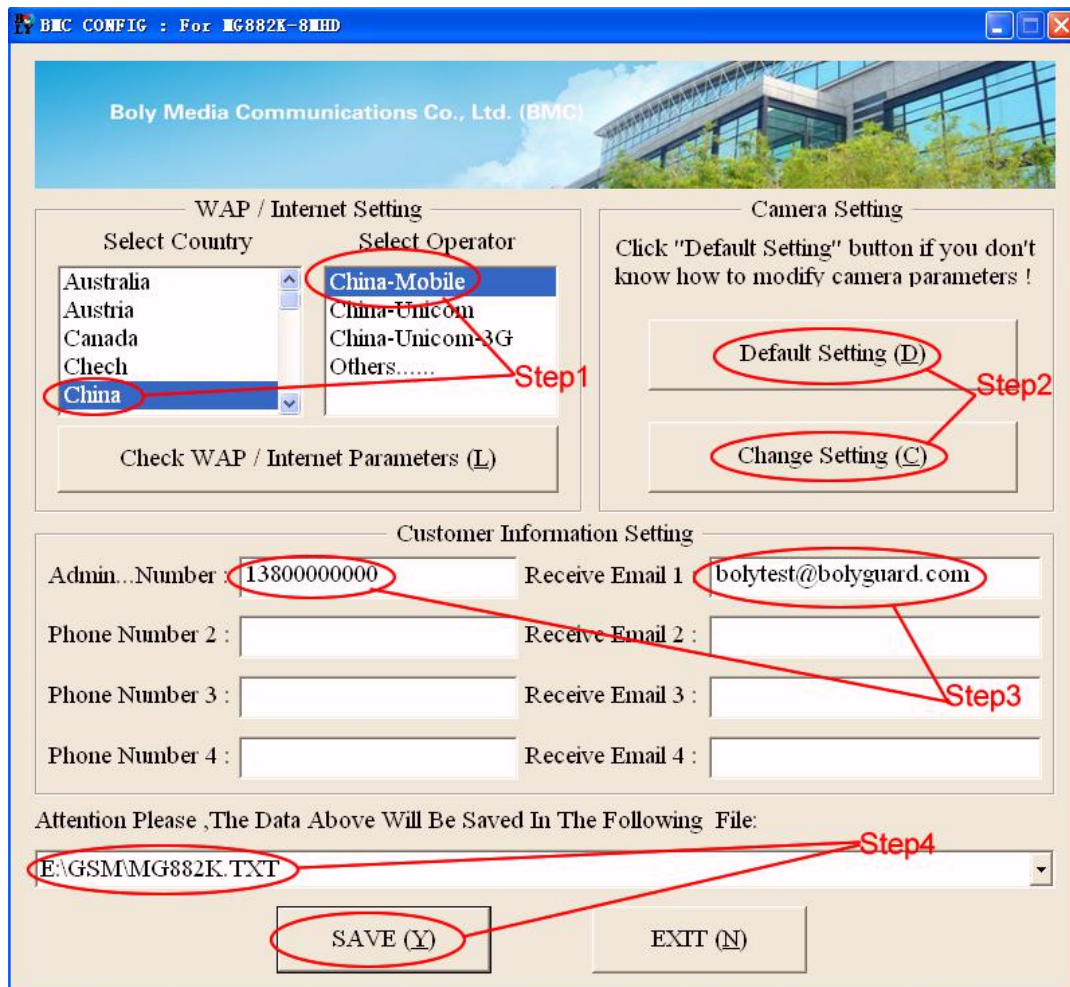 BMC CONFIG : For MG882K-8MHD
Boly Media Communications Co., Ltd. (BMC)
WAP / Internet Setting
Select Country
Select Operator
Australia
Austria
Canada
Chech
China
China-Mobile
China-Unicom
China-Unicom-3G
Others......
Step1
Check WAP / Internet Parameters (L)
Camera Setting
Click "Default Setting" button if you don't
know how to modify camera parameters !
Default Setting (D)
Step2
Change Setting (C)
Customer Information Setting
Admin...Number : 13800000000
Receive Email 1 : bolytest@bolyguard.com
Phone Number 2 :
Receive Email 2 :
Phone Number 3 :
Receive Email 3 :
Step3
Phone Number 4 :
Receive Email 4 :
Attention Please ,The Data Above Will Be Saved In The Following File:
Step4
E:\GSM\MG882K.TXT
SAVE (Y)
EXIT (N)